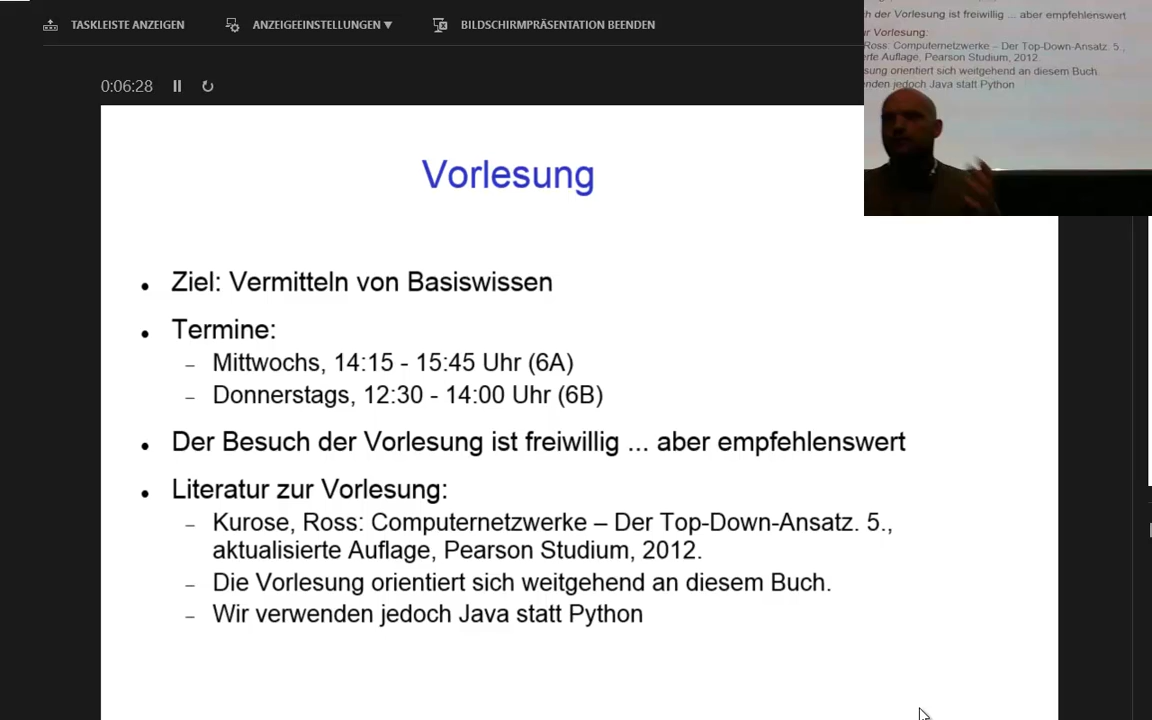 TASKLEISTE ANZEIGEN
ANZEIGEEINSTELLUNGEN ▼
BILDSCHIRMPRÄSENTATION BEENDEN
0:06:28
h der Vorlesung ist freiwillig ... aber empfehlenswert
r Vorlesung:
Ross: Computernetzwerke – Der Top-Down-Ansatz. 5.,
rte Auflage, Pearson Studium, 2012.
sung orientiert sich weitgehend an diesem Buch.
enden jedoch Java statt Python
Vorlesung
• Ziel: Vermitteln von Basiswissen
• Termine:
– Mittwochs, 14:15 - 15:45 Uhr (6A)
– Donnerstags, 12:30 - 14:00 Uhr (6B)
• Der Besuch der Vorlesung ist freiwillig ... aber empfehlenswert
• Literatur zur Vorlesung:
– Kurose, Ross: Computernetzwerke – Der Top-Down-Ansatz. 5.,
aktualisierte Auflage, Pearson Studium, 2012.
– Die Vorlesung orientiert sich weitgehend an diesem Buch.
– Wir verwenden jedoch Java statt Python